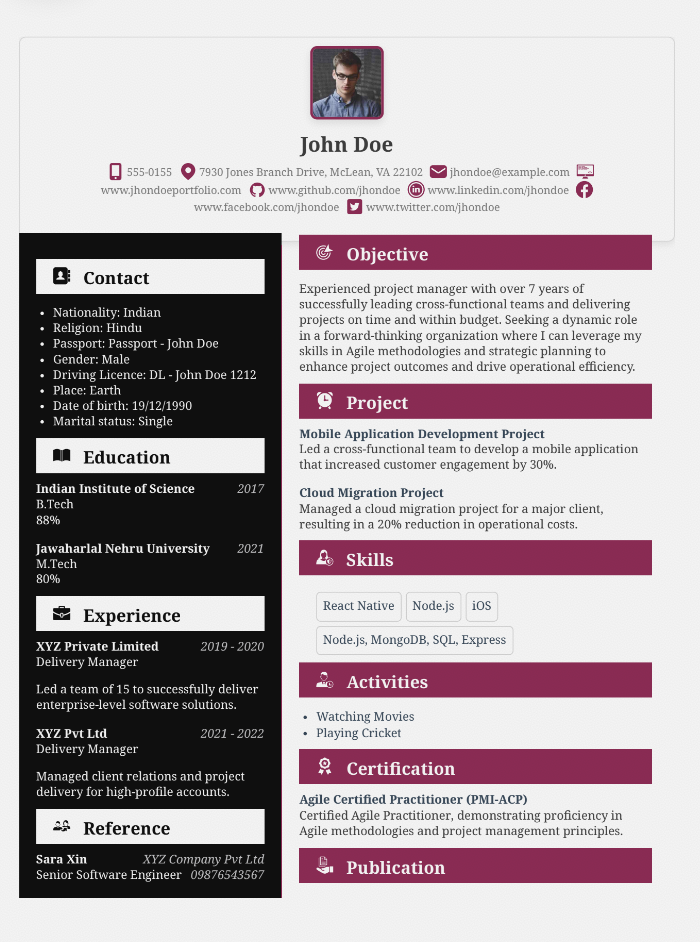 John Doe
555-0155 7930 Jones Branch Drive, McLean, VA 22102 jhondoe@example.com
www.jhondoeportfolio.com www.github.com/jhondoe www.linkedin.com/jhondoe
www.facebook.com/jhondoe www.twitter.com/jhondoe
Contact
• Nationality: Indian
• Religion: Hindu
• Passport: Passport - John Doe
• Gender: Male
• Driving Licence: DL - John Doe 1212
• Place: Earth
• Date of birth: 19/12/1990
• Marital status: Single
Education
Indian Institute of Science 2017
B.Tech
88%
Jawaharlal Nehru University 2021
M.Tech
80%
Experience
XYZ Private Limited 2019 - 2020
Delivery Manager
Led a team of 15 to successfully deliver
enterprise-level software solutions.
XYZ Pvt Ltd 2021 - 2022
Delivery Manager
Managed client relations and project
delivery for high-profile accounts.
Reference
Sara Xin XYZ Company Pvt Ltd
Senior Software Engineer 09876543567
Objective
Experienced project manager with over 7 years of
successfully leading cross-functional teams and delivering
projects on time and within budget. Seeking a dynamic role
in a forward-thinking organization where I can leverage my
skills in Agile methodologies and strategic planning to
enhance project outcomes and drive operational efficiency.
Project
Mobile Application Development Project
Led a cross-functional team to develop a mobile application
that increased customer engagement by 30%.
Cloud Migration Project
Managed a cloud migration project for a major client,
resulting in a 20% reduction in operational costs.
Skills
React Native Node.js iOS
Node.js, MongoDB, SQL, Express
Activities
• Watching Movies
• Playing Cricket
Certification
Agile Certified Practitioner (PMI-ACP)
Certified Agile Practitioner, demonstrating proficiency in
Agile methodologies and project management principles.
Publication